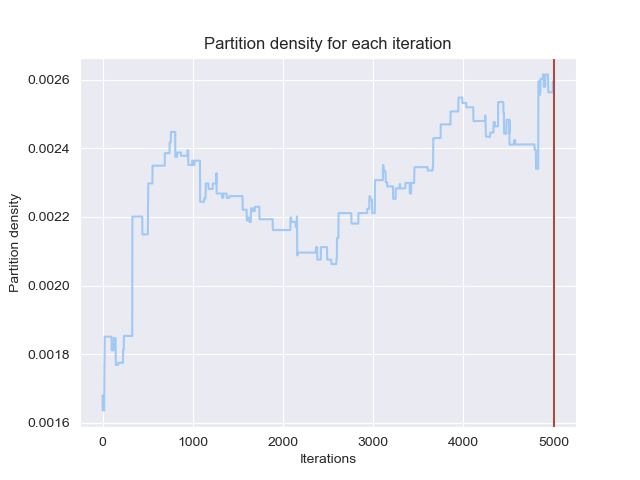 Partition density for each iteration
Partition density
0.0026
0.0024
0.0022
0.0020
0.0018
0.0016
0 1000 2000 3000 4000 5000
Iterations